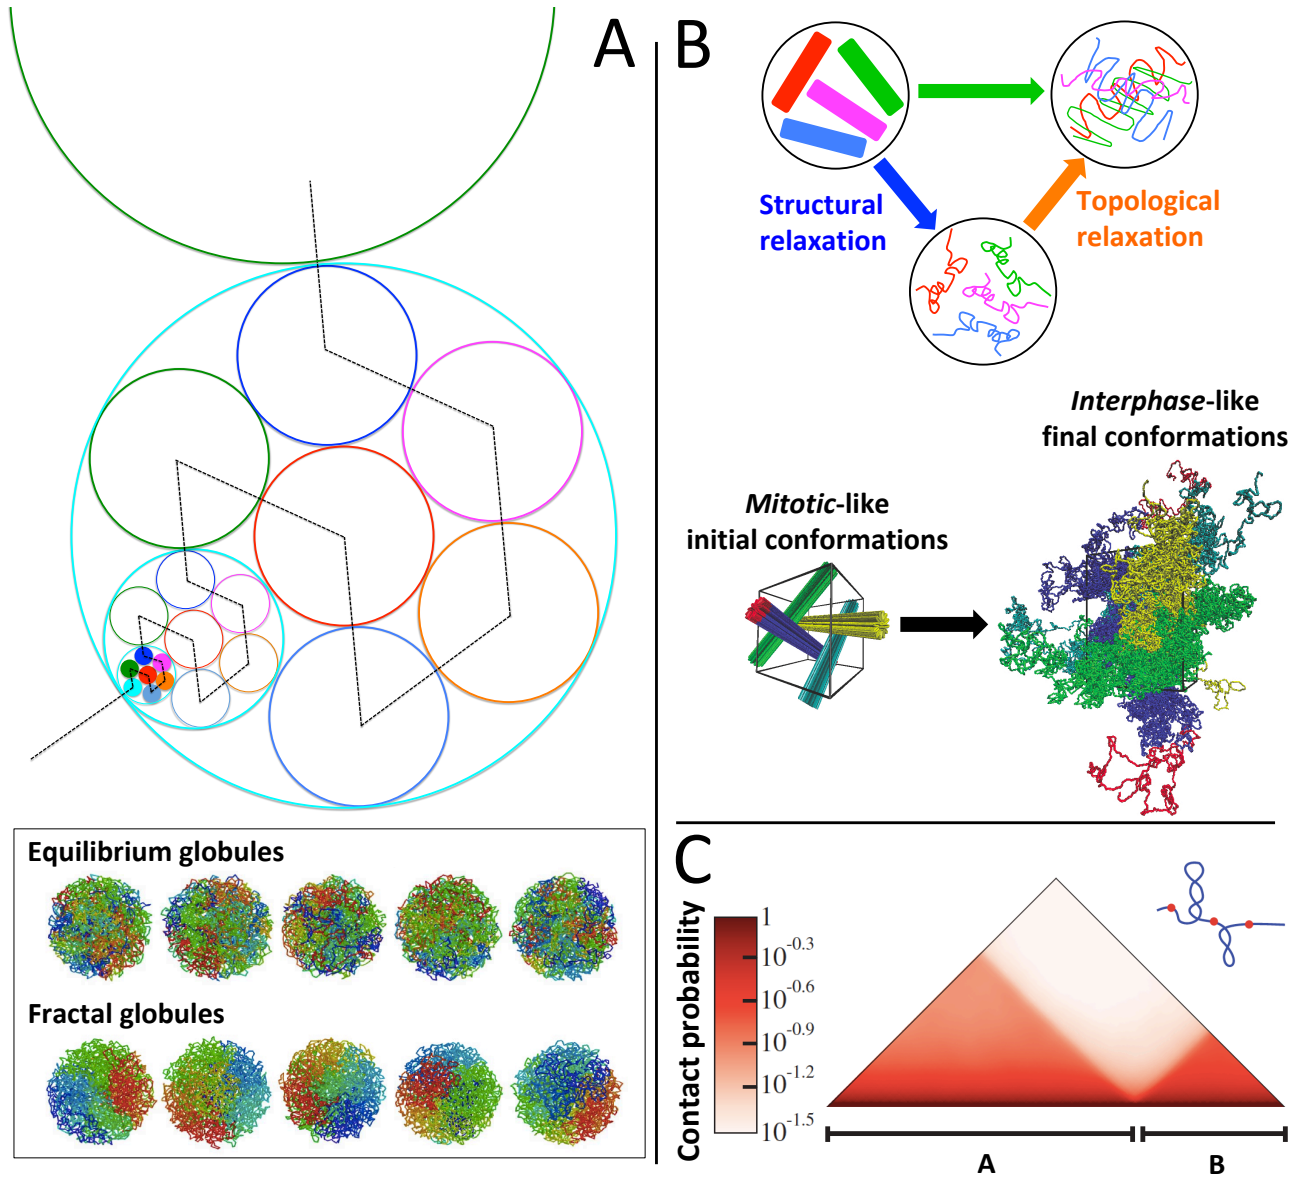 A
Equilibrium globules
Fractal globules
B
Structural
relaxation
Topological
relaxation
Interphase-like
final conformations
Mitotic-like
initial conformations
C
Contact probability
1
10-0.3
10-0.6
10-0.9
10-1.2
10-1.5
A
B